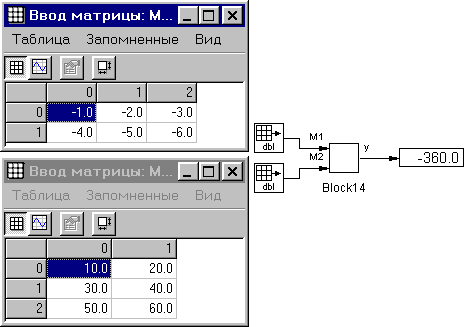 Ввод матрицы: М...
Таблица Запомненные Вид
0 1 2
0 -1.0 -2.0 -3.0
1 -4.0 -5.0 -6.0
dbl
M1
M2
y
-360.0
dbl
Block14
Ввод матрицы: М...
Таблица Запомненные Вид
0 1
0 10.0 20.0
1 30.0 40.0
2 50.0 60.0